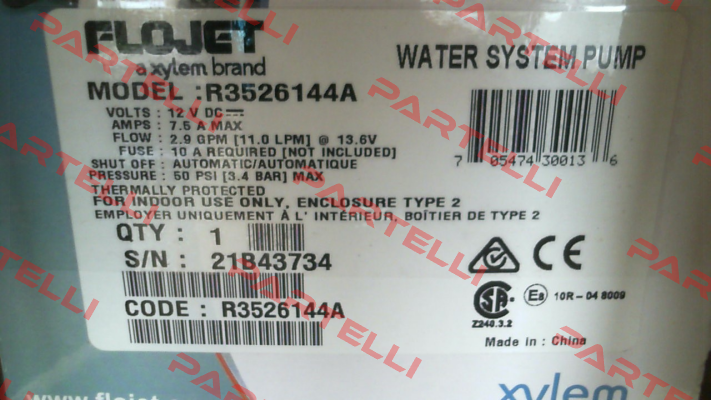 FLOJET
a xylem brand
WATER SYSTEM PUMP
MODEL : R3526144A
VOLTS : 12 V DC
AMPS : 7.5 A MAX
FLOW : 2.9 GPM [11.0 LPM] @ 13.6V
FUSE : 10 A REQUIRED [NOT INCLUDED]
SHUT OFF : AUTOMATIC/AUTOMATIQUE
PRESSURE : 50 PSI [3.4 BAR] MAX
THERMALLY PROTECTED
FOR INDOOR USE ONLY, ENCLOSURE TYPE 2
EMPLOYER UNIQUEMENT À L' INTÉRIEUR, BOÎTIER DE TYPE 2
7 05474 30013 6
QTY : 1
S/N : 21B43734
CODE : R3526144A
CE
SA
Z240.3.2
E8 10R-04 8009
Made in : China
www.flojet.
xylem
PARTELLI
PARTELLI
PARTELLI
PARTELLI
PARTELLI